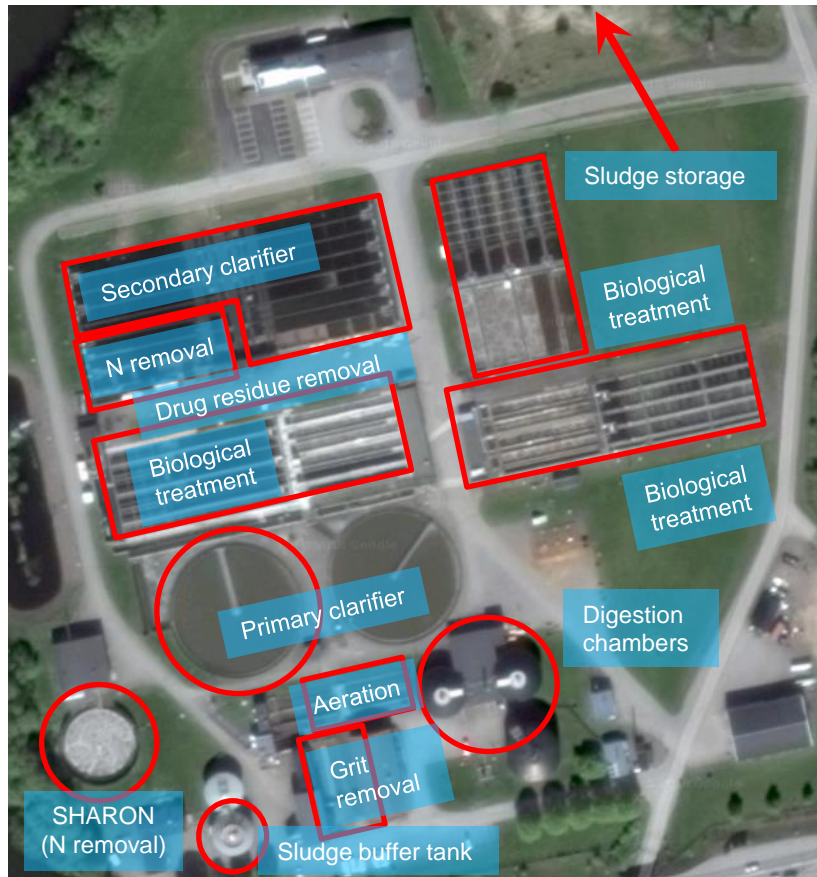 Sludge storage
Secondary clarifier
Biological
treatment
N removal
Drug residue removal
Biological
treatment
Biological
treatment
Primary clarifier
Digestion
chambers
Aeration
Grit
removal
SHARON
(N removal)
Sludge buffer tank